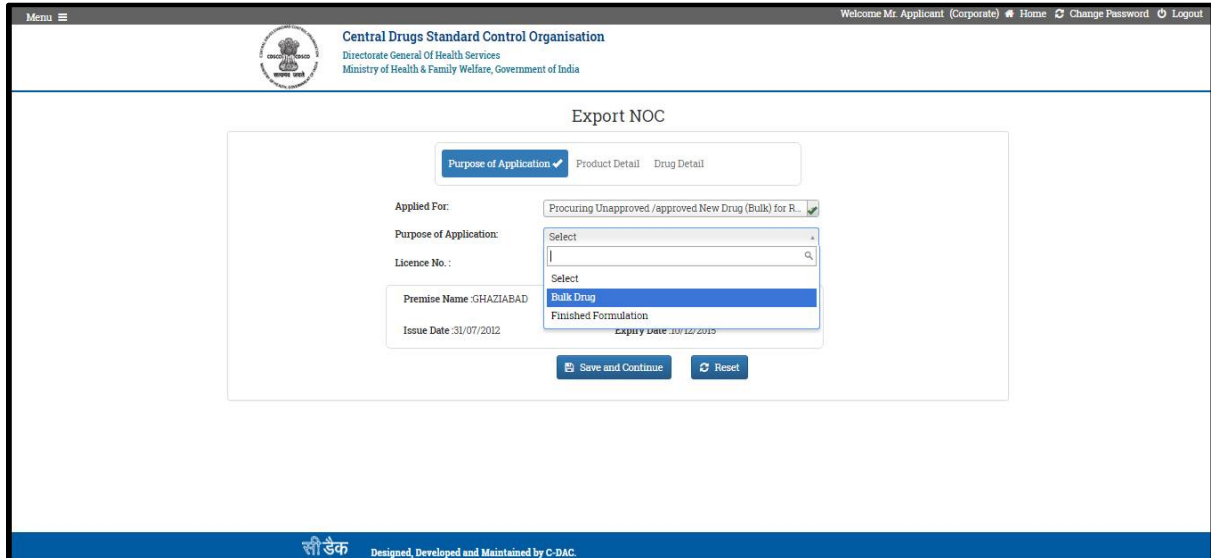 Menu
Welcome Mr. Applicant (Corporate) Home Change Password Logout
Central Drugs Standard Control Organisation
Directorate General Of Health Services
Ministry of Health & Family Welfare, Government of India
Export NOC
Purpose of Application Product Detail Drug Detail
Applied For: Procuring Unapproved /approved New Drug (Bulk) for R...
Purpose of Application: Select
Licence No. :
Select
Premise Name :GHAZIABAD Bulk Drug
Finished Formulation
Issue Date :31/07/2012 Expiry Date :10/12/2015
Save and Continue Reset
सी डैक Designed, Developed and Maintained by C-DAC.